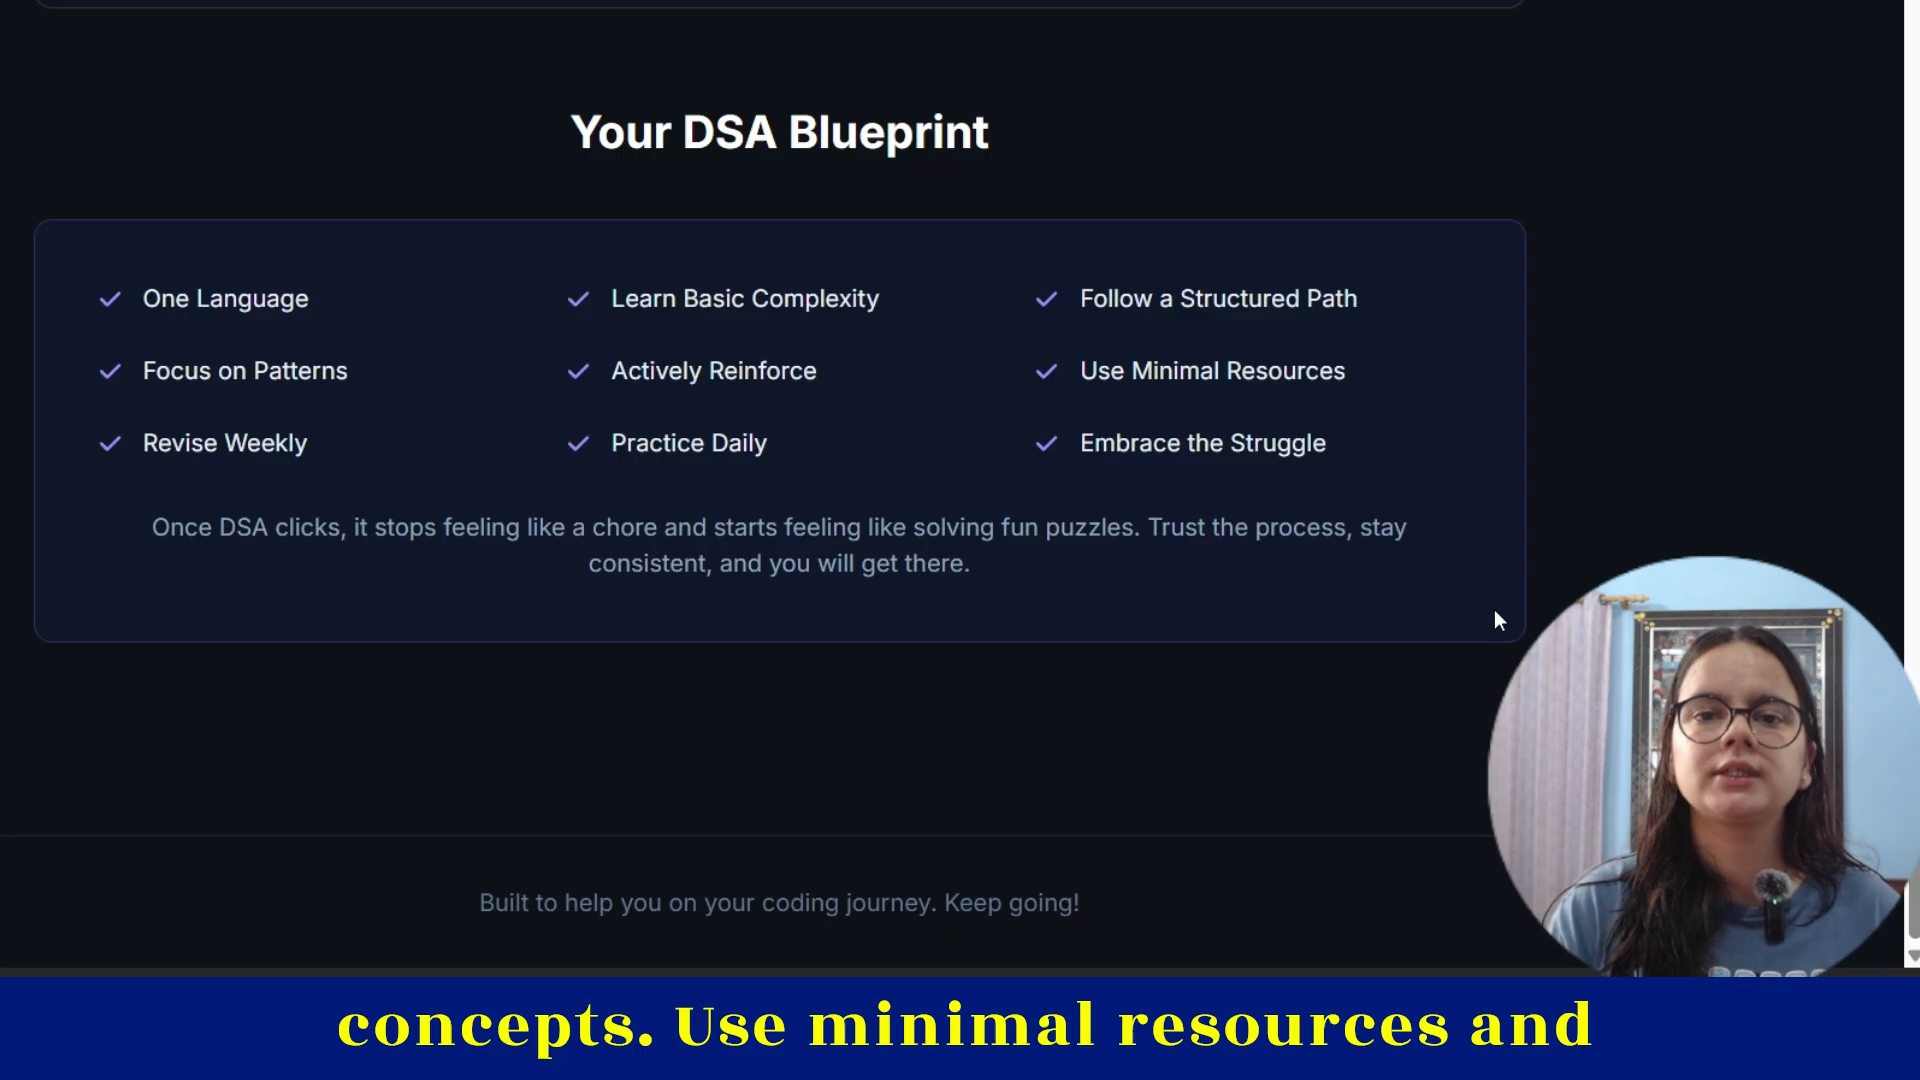 Your DSA Blueprint
One Language
Learn Basic Complexity
Follow a Structured Path
Focus on Patterns
Actively Reinforce
Use Minimal Resources
Revise Weekly
Practice Daily
Embrace the Struggle
Once DSA clicks, it stops feeling like a chore and starts feeling like solving fun puzzles. Trust the process, stay
consistent, and you will get there.
Built to help you on your coding journey. Keep going!
concepts. Use minimal resources and